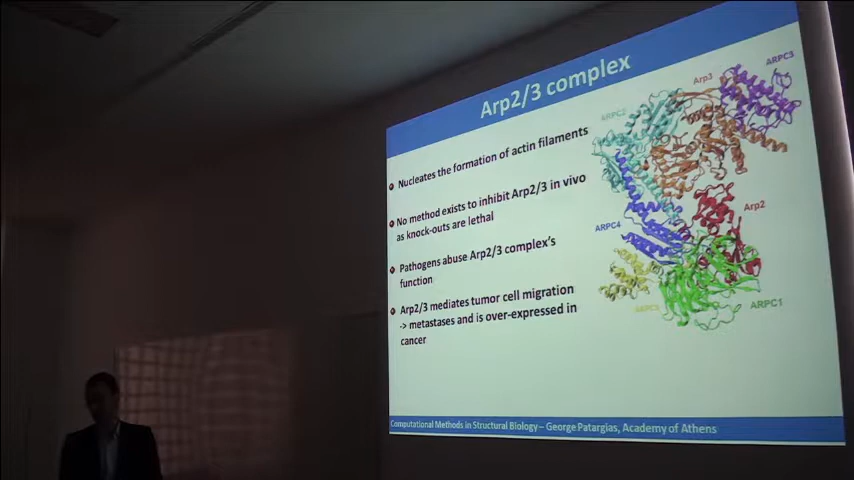 Arp2/3 complex
Nucleates the formation of actin filaments
No method exists to inhibit Arp2/3 in vivo
as knock-outs are lethal
Pathogens abuse Arp2/3 complex's
function
Arp2/3 mediates tumor cell migration
-> metastases and is over-expressed in
cancer
ARPC2
Arp3
ARPC5
ARPC4
Arp2
ARPC1
Computational Methods in Structural Biology – George Patargias, Academy of Athens